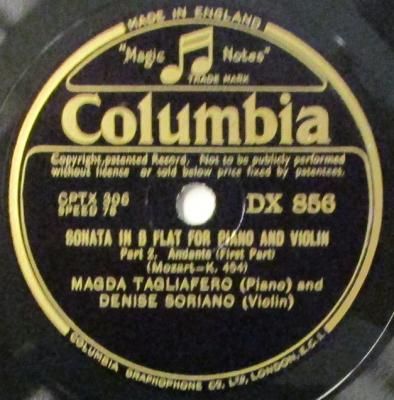 MADE IN ENGLAND
"Magic Notes"
TRADE MARK
Columbia
Copyright, patented Record. Not to be publicly performed
without licence or sold below price fixed by patentees.
CPTX 306
SPEED 78
DX 856
SONATA IN B FLAT FOR PIANO AND VIOLIN
Part 2. Andante (First Part)
(Mozart–K. 454)
MAGDA TAGLIAFERO (Piano) and
DENISE SORIANO (Violin)
COLUMBIA GRAPHOPHONE CO. LTD, LONDON, E.C.1.